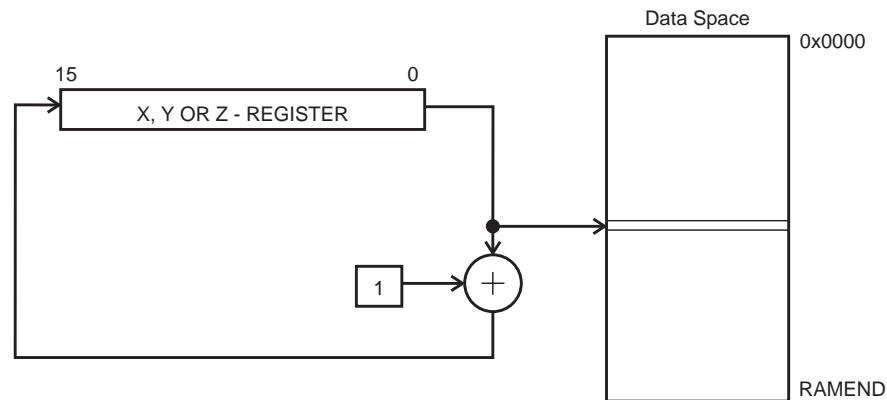 Data Space
0x0000
15
0
X, Y OR Z - REGISTER
1
+
RAMEND